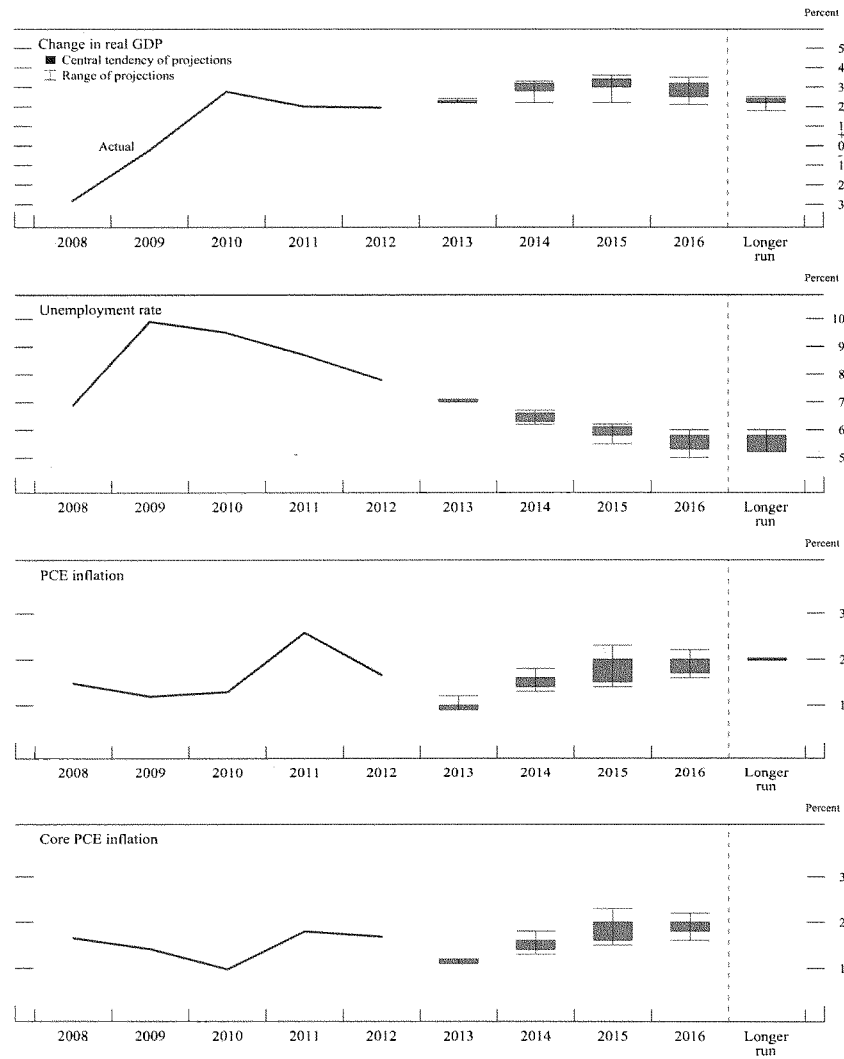 Percent
Change in real GDP
Central tendency of projections
Range of projections
Actual
5
4
3
2
1
+
0
-
1
2
3
2008 2009 2010 2011 2012 2013 2014 2015 2016 Longer
run
Percent
Unemployment rate
10
9
8
7
6
5
2008 2009 2010 2011 2012 2013 2014 2015 2016 Longer
run
Percent
PCE inflation
3
2
1
2008 2009 2010 2011 2012 2013 2014 2015 2016 Longer
run
Percent
Core PCE inflation
3
2
1
2008 2009 2010 2011 2012 2013 2014 2015 2016 Longer
run